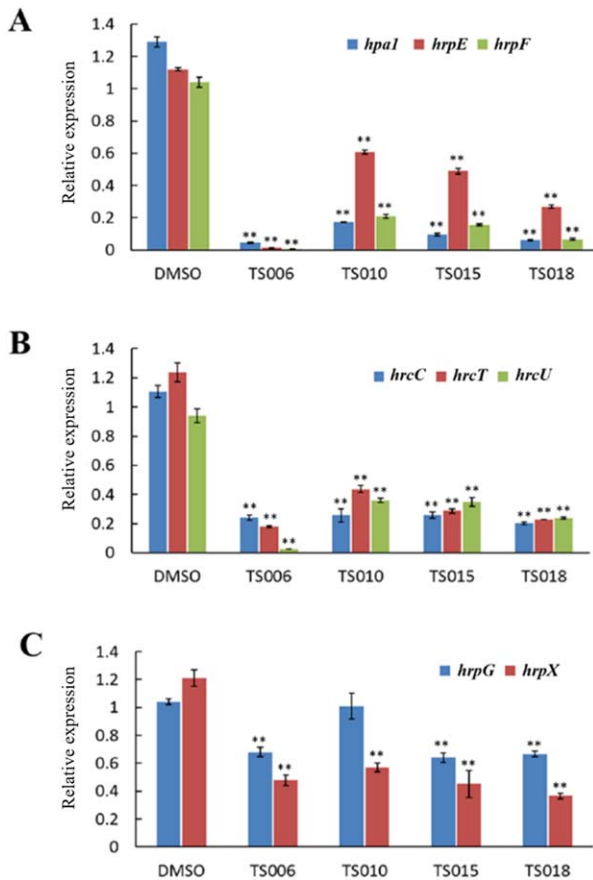 A
Relative expression
1.4
1.2
1
0.8
0.6
0.4
0.2
0
hpa1 hrpE hrpF
** ** **
** ** **
** ** **
** ** **
DMSO TS006 TS010 TS015 TS018
B
Relative expression
1.4
1.2
1
0.8
0.6
0.4
0.2
0
hrcC hrcT hrcU
** ** **
** ** **
** ** **
** ** **
DMSO TS006 TS010 TS015 TS018
C
Relative expression
1.4
1.2
1
0.8
0.6
0.4
0.2
0
hrpG hrpX
** **
**
** **
** **
DMSO TS006 TS010 TS015 TS018